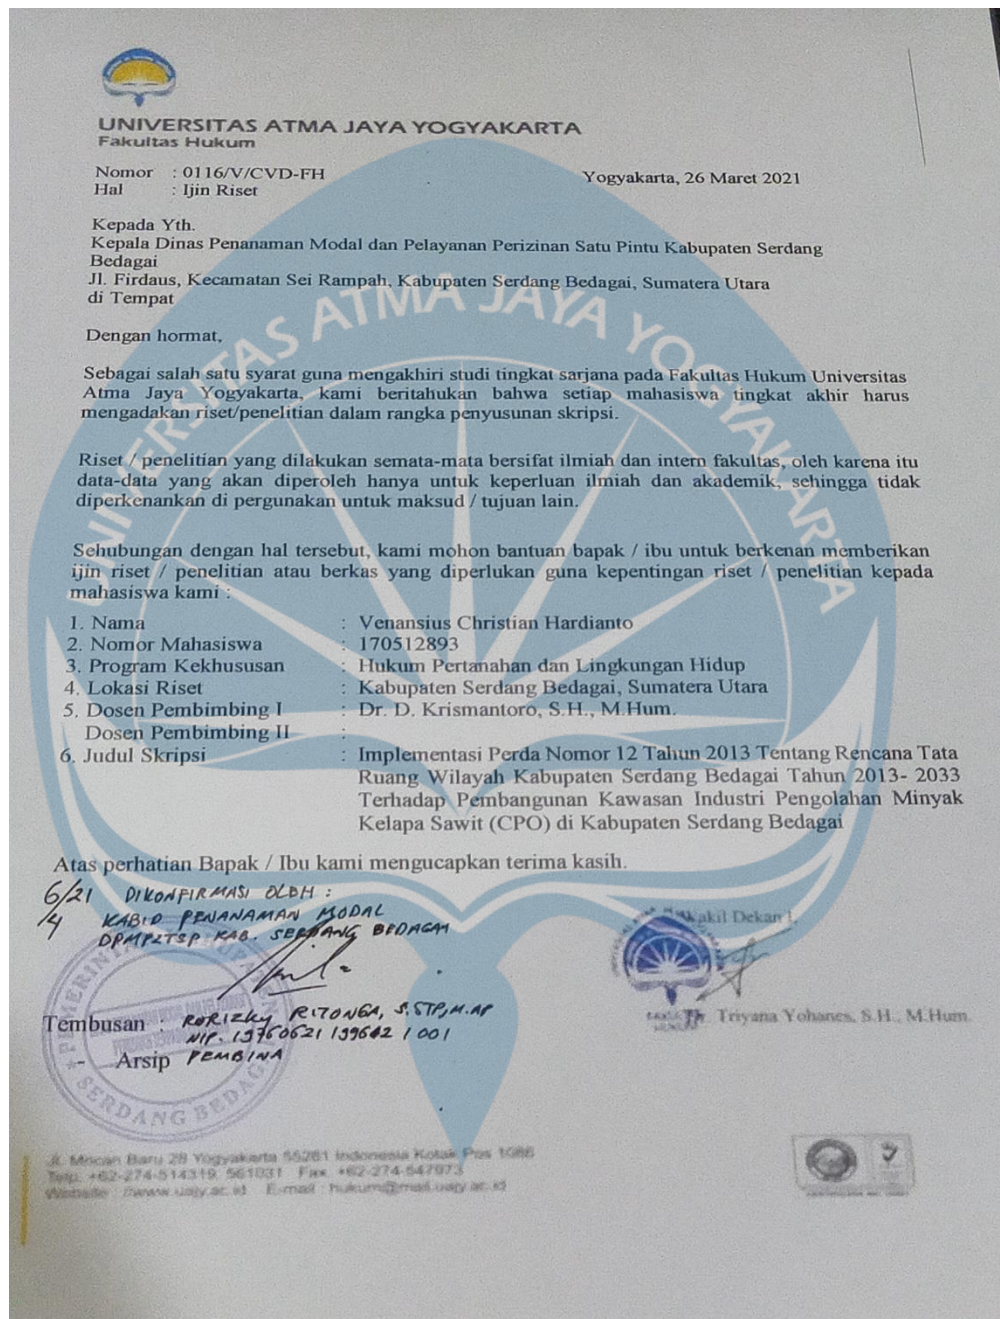 UNIVERSITAS ATMA JAYA YOGYAKARTA
Fakultas Hukum
Nomor : 0116/V/CVD-FH
Yogyakarta, 26 Maret 2021
Hal : Ijin Riset
Kepada Yth.
Kepala Dinas Penanaman Modal dan Pelayanan Perizinan Satu Pintu Kabupaten Serdang
Bedagai
Jl. Firdaus, Kecamatan Sei Rampah, Kabupaten Serdang Bedagai, Sumatera Utara
di Tempat
Dengan hormat,
Sebagai salah satu syarat guna mengakhiri studi tingkat sarjana pada Fakultas Hukum Universitas
Atma Jaya Yogyakarta, kami beritahukan bahwa setiap mahasiswa tingkat akhir harus
mengadakan riset/penelitian dalam rangka penyusunan skripsi.
Riset / penelitian yang dilakukan semata-mata bersifat ilmiah dan intern fakultas, oleh karena itu
data-data yang akan diperoleh hanya untuk keperluan ilmiah dan akademik, sehingga tidak
diperkenankan di pergunakan untuk maksud / tujuan lain.
Sehubungan dengan hal tersebut, kami mohon bantuan bapak / ibu untuk berkenan memberikan
ijin riset / penelitian atau berkas yang diperlukan guna kepentingan riset / penelitian kepada
mahasiswa kami :
1. Nama : Venansius Christian Hardianto
2. Nomor Mahasiswa : 170512893
3. Program Kekhususan : Hukum Pertanahan dan Lingkungan Hidup
4. Lokasi Riset : Kabupaten Serdang Bedagai, Sumatera Utara
5. Dosen Pembimbing I : Dr. D. Krismantoro, S.H., M.Hum.
Dosen Pembimbing II :
6. Judul Skripsi : Implementasi Perda Nomor 12 Tahun 2013 Tentang Rencana Tata
Ruang Wilayah Kabupaten Serdang Bedagai Tahun 2013- 2033
Terhadap Pembangunan Kawasan Industri Pengolahan Minyak
Kelapa Sawit (CPO) di Kabupaten Serdang Bedagai
Atas perhatian Bapak / Ibu kami mengucapkan terima kasih.
6/21 DIKONFIRMASI OLEH :
/4 KABID PENANAMAN MODAL
DPMP2TSP KAB. SERDANG BEDAGAI
Wakil Dekan I,
Tembusan :
RORIZKY RITONGA, S.STP, M.AP
NIP. 19760621 199602 1 001
- Arsip
PEMBINA
Triyana Yohanes, S.H., M.Hum.
SERDANG BEDAGAI
Jl. Mrican Baru 28 Yogyakarta 55281 Indonesia Kotak Pos 1086
Telp. +62-274-514319, 561031 Fax. +62-274-547973
Website : //www.uajy.ac.id E-mail : hukum@mail.uajy.ac.id
UNIVERSITAS ATMA JAYA YOGYAKARTA